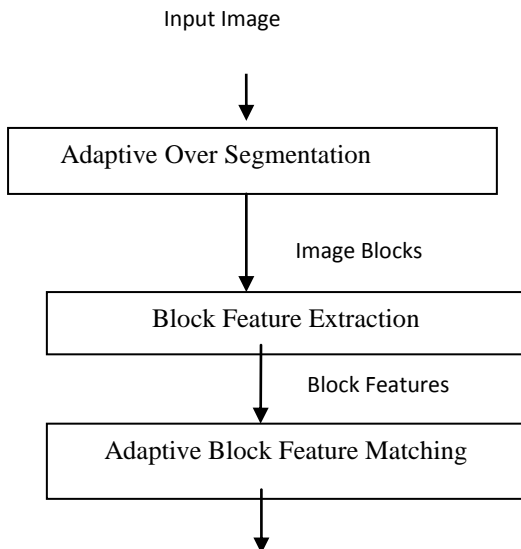 Input Image
Adaptive Over Segmentation
Image Blocks
Block Feature Extraction
Block Features
Adaptive Block Feature Matching